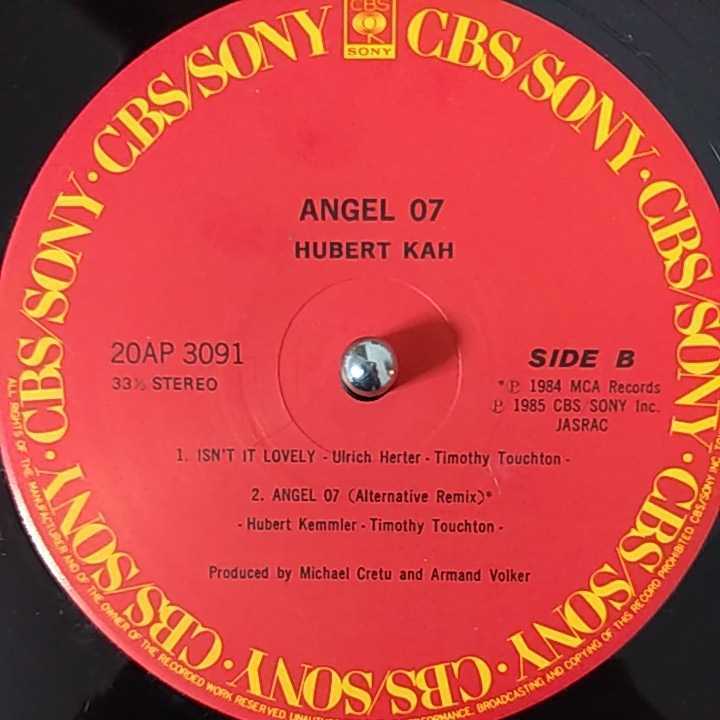 CBS
SONY
CBS/SONY · CBS/SONY · CBS/SONY · CBS/SONY · CBS/SONY · CBS/SONY · CBS/SONY · CBS/SONY
ANGEL 07
HUBERT KAH
20AP 3091
33⅓ STEREO
SIDE B
*Ⓟ 1984 MCA Records
Ⓟ 1985 CBS/SONY Inc.
JASRAC
1. ISN'T IT LOVELY - Ulrich Herter - Timothy Touchton -
2. ANGEL 07 (Alternative Remix)*
- Hubert Kemmler - Timothy Touchton -
Produced by Michael Cretu and Armand Volker
ALL RIGHTS OF THE MANUFACTURER AND OF THE OWNER OF THE RECORDED WORK RESERVED PERFORMANCE, BROADCASTING AND COPYING OF THIS RECORD PROHIBITED CBS/SONY INC.